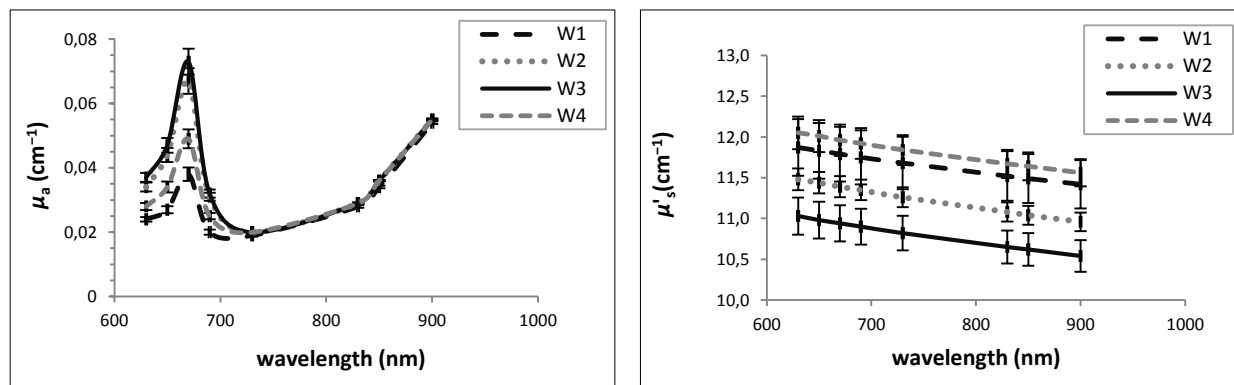 0,08
0,06
0,04
0,02
0
μa (cm⁻¹)
600 700 800 900 1000
wavelength (nm)
W1
W2
W3
W4
13,0
12,5
12,0
11,5
11,0
10,5
10,0
μ's(cm⁻¹)
600 700 800 900 1000
wavelength (nm)
W1
W2
W3
W4